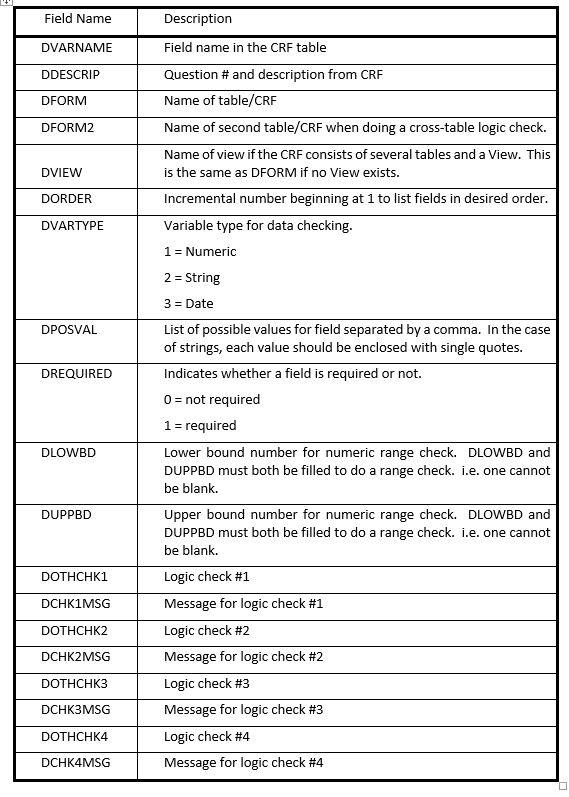 Field Name Description
DVARNAME Field name in the CRF table
DDESCRIP Question # and description from CRF
DFORM Name of table/CRF
DFORM2 Name of second table/CRF when doing a cross-table logic check.
Name of view if the CRF consists of several tables and a View. This
DVIEW is the same as DFORM if no View exists.
DORDER Incremental number beginning at 1 to list fields in desired order.
DVARTYPE Variable type for data checking.
1 = Numeric
2 = String
3 = Date
DPOSVAL List of possible values for field separated by a comma. In the case
of strings, each value should be enclosed with single quotes.
DREQUIRED Indicates whether a field is required or not.
0 = not required
1 = required
DLOWBD Lower bound number for numeric range check. DLOWBD and
DUPPBD must both be filled to do a range check. i.e. one cannot
be blank.
DUPPBD Upper bound number for numeric range check. DLOWBD and
DUPPBD must both be filled to do a range check. i.e. one cannot
be blank.
DOTHCHK1 Logic check #1
DCHK1MSG Message for logic check #1
DOTHCHK2 Logic check #2
DCHK2MSG Message for logic check #2
DOTHCHK3 Logic check #3
DCHK3MSG Message for logic check #3
DOTHCHK4 Logic check #4
DCHK4MSG Message for logic check #4